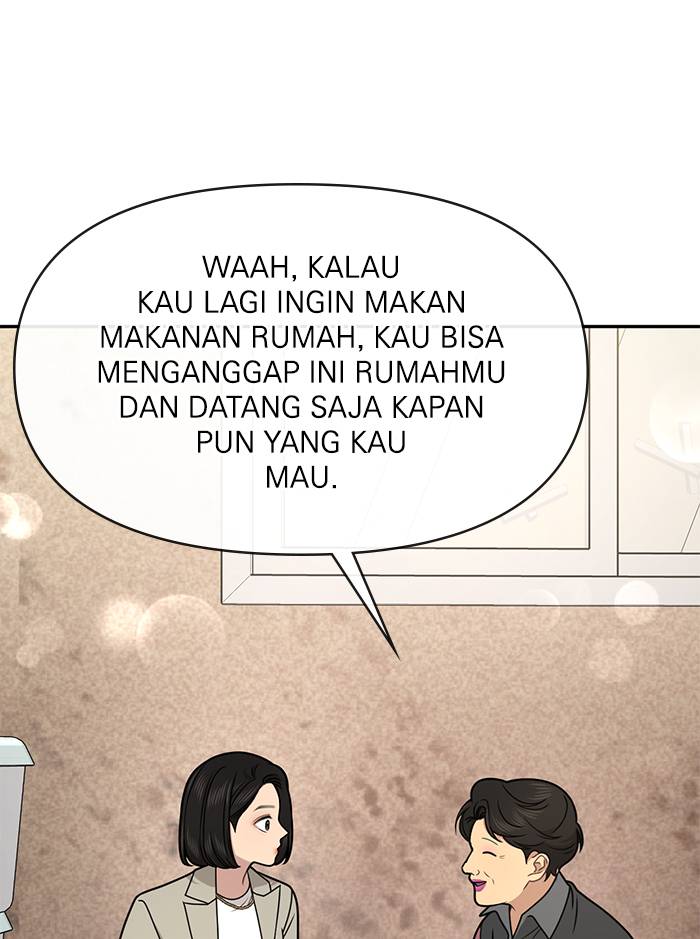 WAAH, KALAU
KAU LAGI INGIN MAKAN
MAKANAN RUMAH, KAU BISA
MENGANGGAP INI RUMAHMU
DAN DATANG SAJA KAPAN
PUN YANG KAU
MAU.